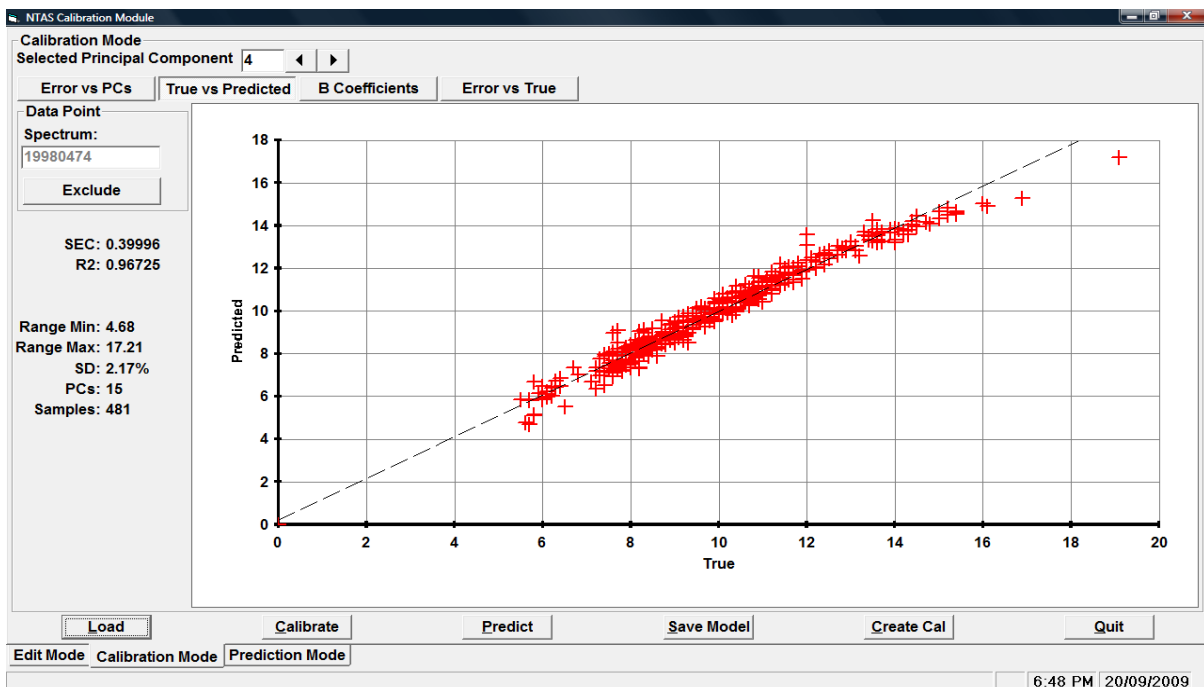 NTAS Calibration Module
Calibration Mode
Selected Principal Component 4
Error vs PCs True vs Predicted B Coefficients Error vs True
Data Point
Spectrum:
19980474
Exclude
SEC: 0.39996
R2: 0.96725
Range Min: 4.68
Range Max: 17.21
SD: 2.17%
PCs: 15
Samples: 481
18
16
14
12
10
8
6
4
2
0
Predicted
0 2 4 6 8 10 12 14 16 18 20
True
Load Calibrate Predict Save Model Create Cal Quit
Edit Mode Calibration Mode Prediction Mode
6:48 PM 20/09/2009